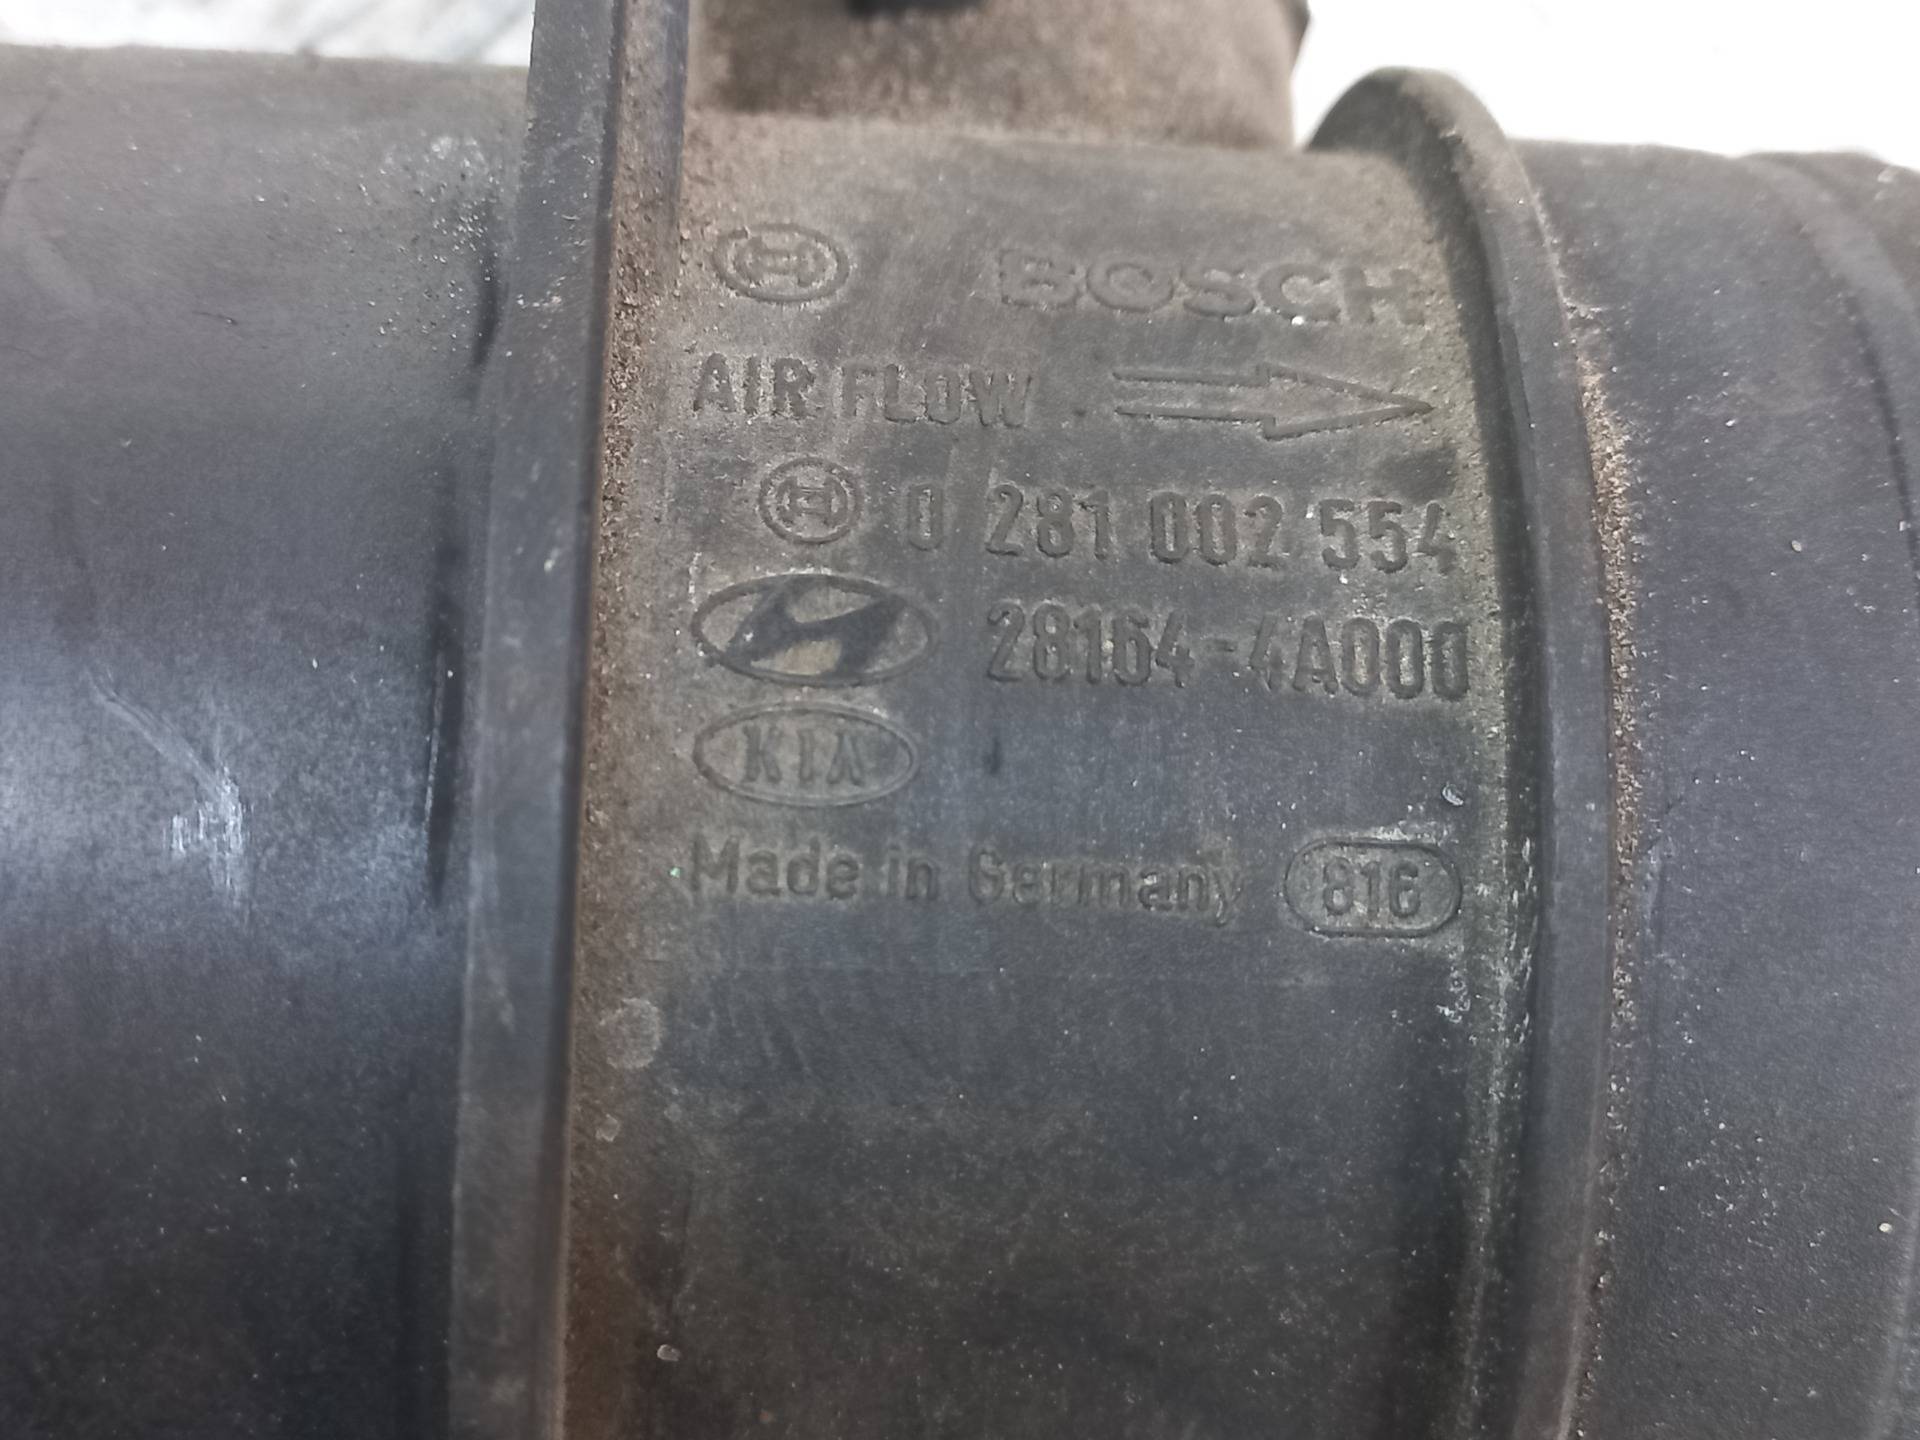 BOSCH
AIR FLOW
0 281 002 554
28164-4A000
KIA
Made in Germany 816